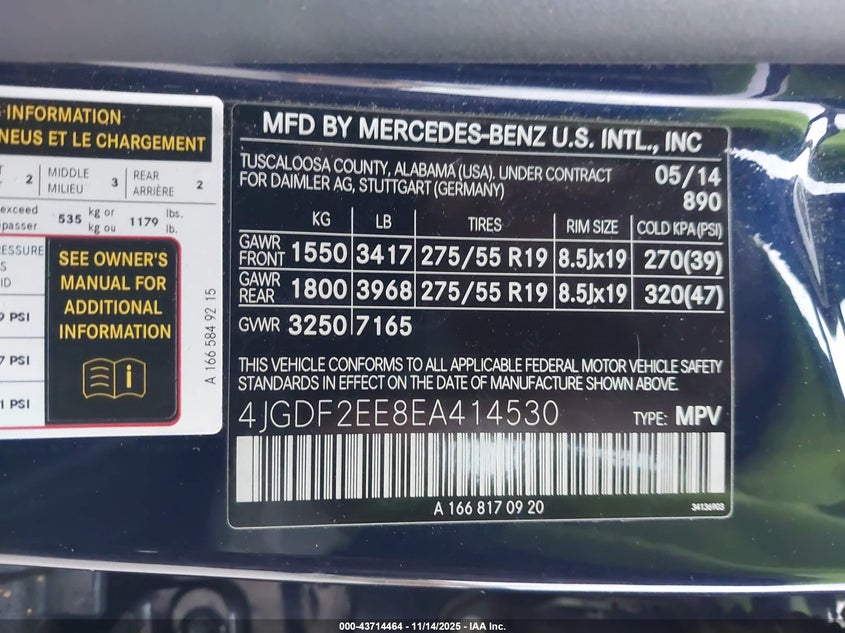 INFORMATION
NEUS ET LE CHARGEMENT
2 MIDDLE MILIEU 3 REAR ARRIÈRE 2
exceed 535 kg or 1179 lbs.
passer kg ou lb.
SEE OWNER'S
MANUAL FOR
ADDITIONAL
INFORMATION
PSI
7 PSI
1 PSI
A 166 584 92 15
MFD BY MERCEDES-BENZ U.S. INTL., INC
TUSCALOOSA COUNTY, ALABAMA (USA). UNDER CONTRACT 05/14
FOR DAIMLER AG, STUTTGART (GERMANY) 890
KG LB TIRES RIM SIZE COLD KPA(PSI)
GAWR FRONT 1550 3417 275/55 R19 8.5Jx19 270(39)
GAWR REAR 1800 3968 275/55 R19 8.5Jx19 320(47)
GVWR 3250 7165
THIS VEHICLE CONFORMS TO ALL APPLICABLE FEDERAL MOTOR VEHICLE SAFETY
STANDARDS IN EFFECT ON THE DATE OF MANUFACTURE SHOWN ABOVE.
4JGDF2EE8EA414530 TYPE: MPV
A 166 817 09 20 34136903
000-43714464 - 11/14/2025 - IAA Inc.